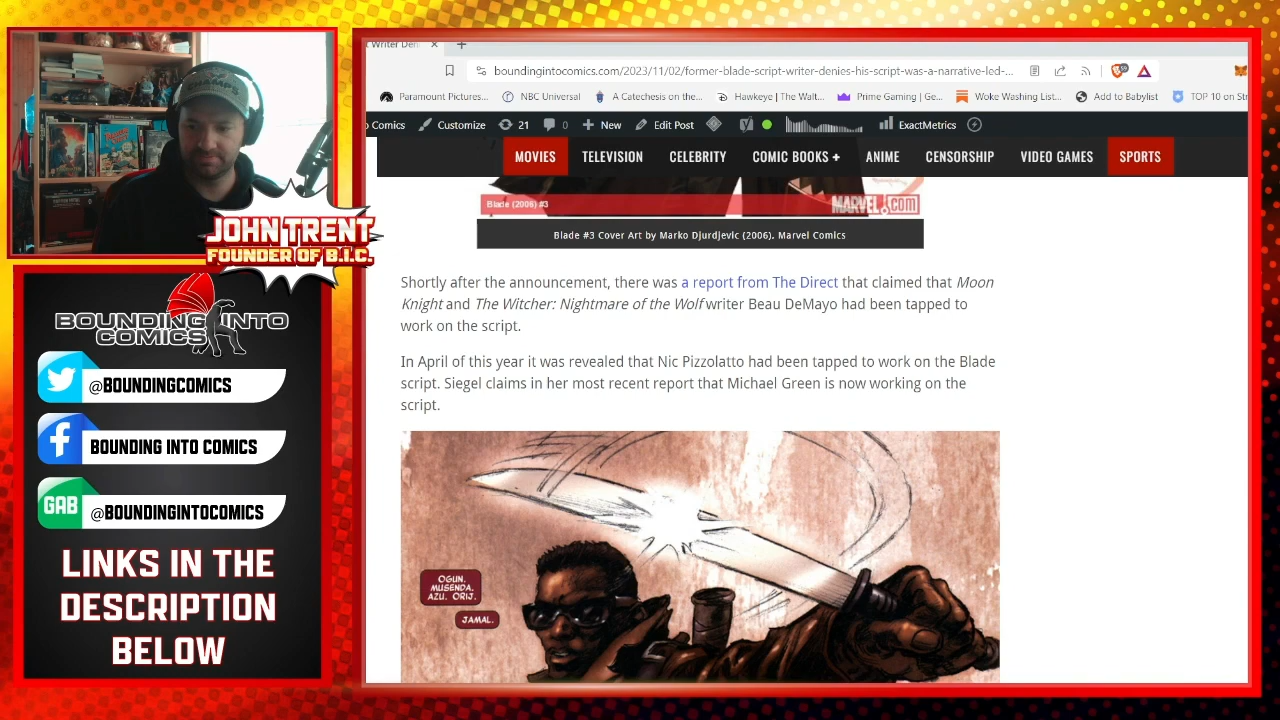 JOHN TRENT
FOUNDER OF B.I.C.
BOUNDING INTO
COMICS
@BOUNDINGCOMICS
BOUNDING INTO COMICS
GAB
@BOUNDINGINTOCOMICS
LINKS IN THE
DESCRIPTION
BELOW
Writer Den
boundingintocomics.com/2023/11/02/former-blade-script-writer-denies-his-script-was-a-narrative-led-...
59
Paramount Pictures... NBC Universal A Catechesis on the... Hawkeye | The Walt... Prime Gaming | Ge... Woke Washing List... Add to Babylist TOP 10 on Str
Comics Customize 21 0 New Edit Post ExactMetrics
MOVIES TELEVISION CELEBRITY COMIC BOOKS + ANIME CENSORSHIP VIDEO GAMES SPORTS
Blade (2006) #3 MARVEL.com
Blade #3 Cover Art by Marko Djurdjevic (2006), Marvel Comics
Shortly after the announcement, there was a report from The Direct that claimed that Moon
Knight and The Witcher: Nightmare of the Wolf writer Beau DeMayo had been tapped to
work on the script.
In April of this year it was revealed that Nic Pizzolatto had been tapped to work on the Blade
script. Siegel claims in her most recent report that Michael Green is now working on the
script.
OGUN.
MUSENDA.
AZU. ORIJ.
JAMAL.